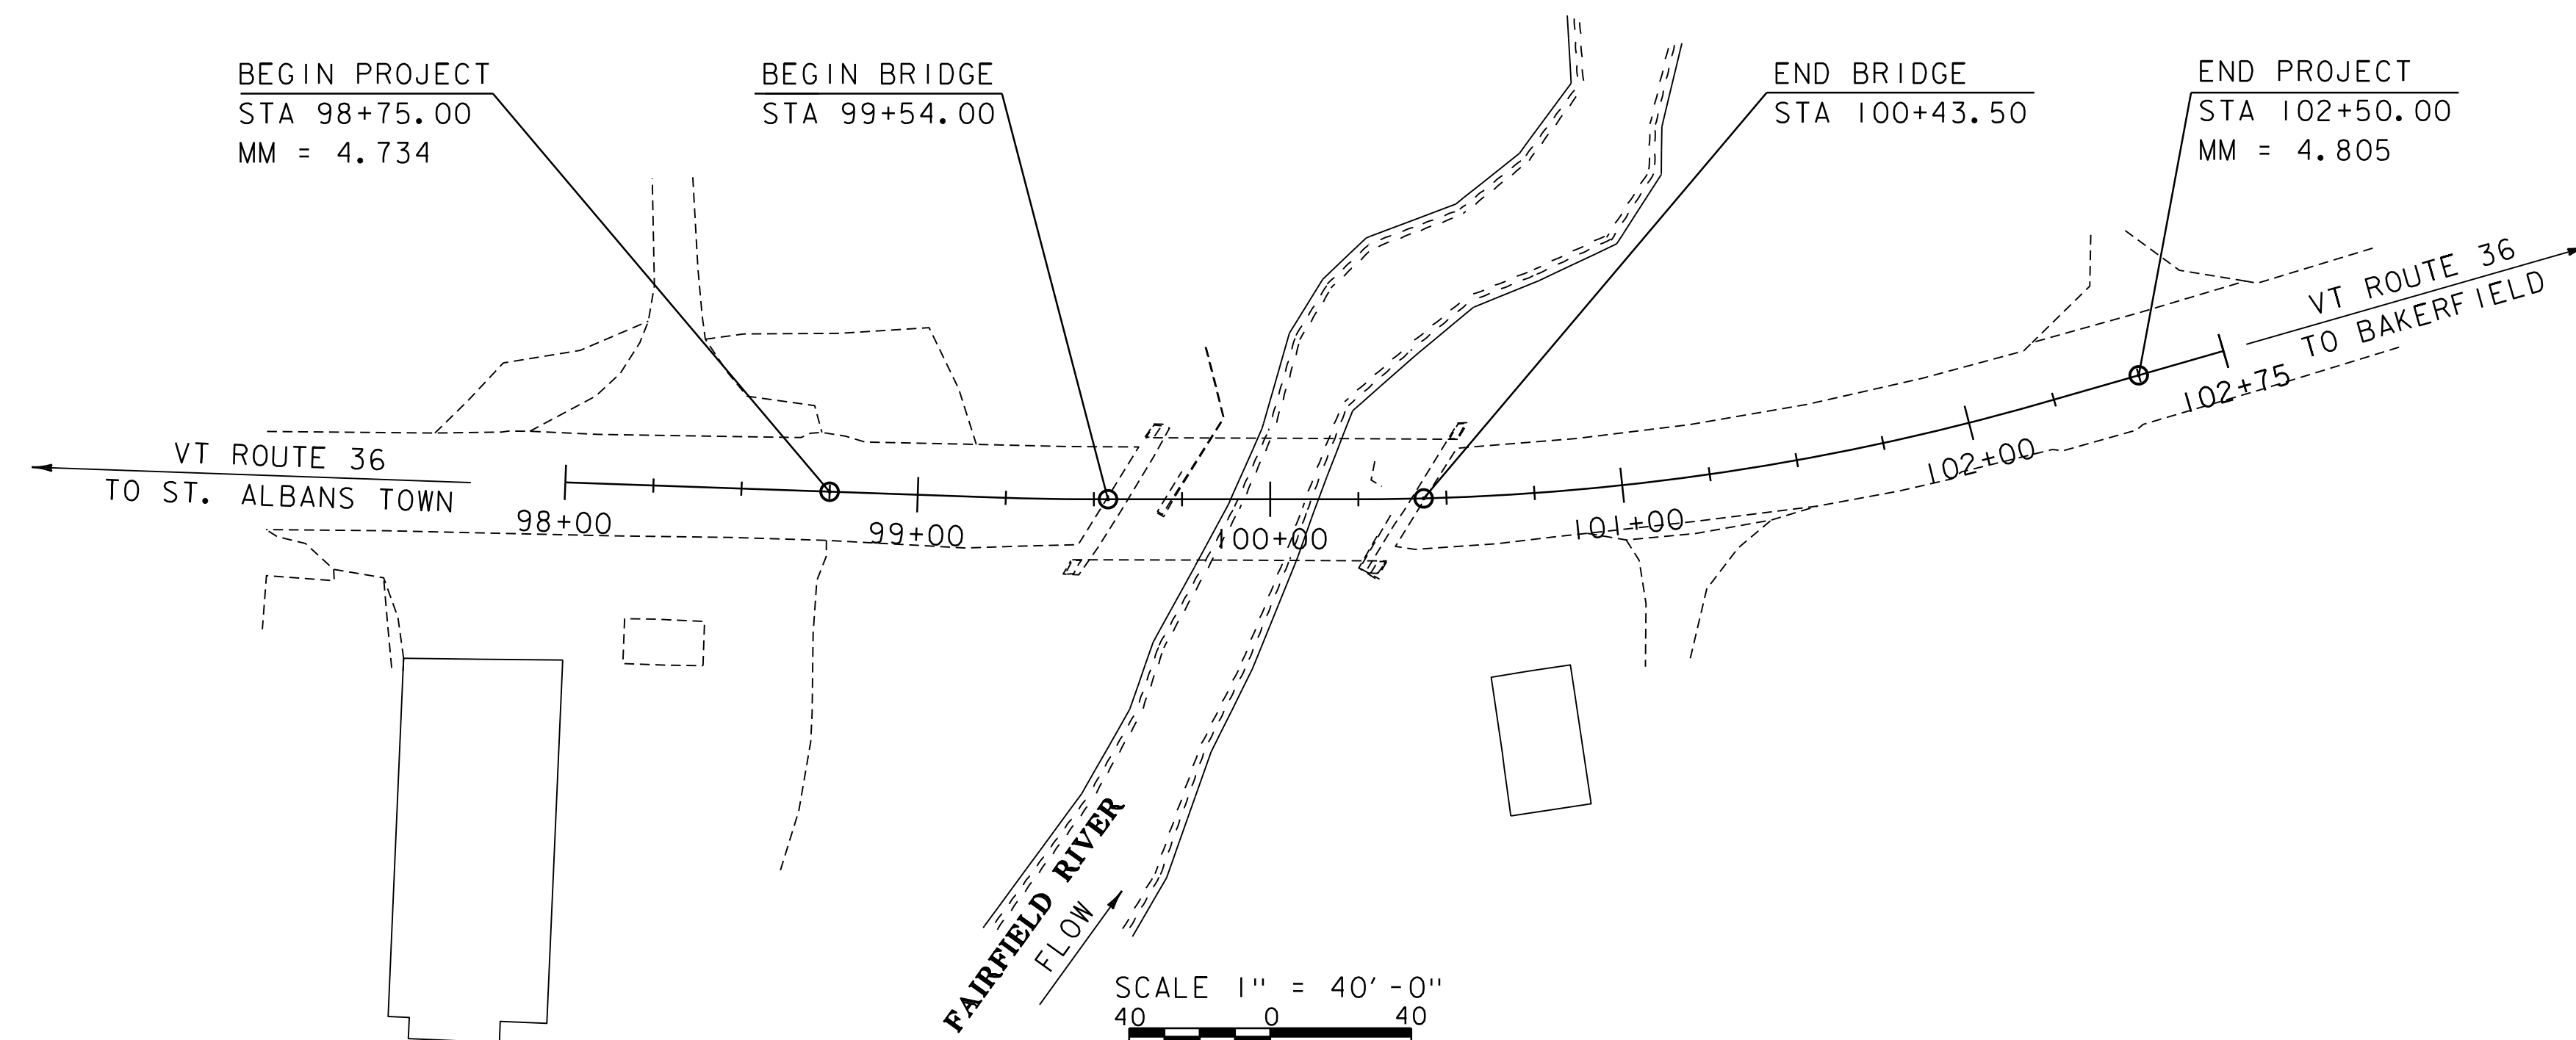 BEGIN PROJECT
STA 98+75.00
MM = 4.734
BEGIN BRIDGE
STA 99+54.00
END BRIDGE
STA 100+43.50
END PROJECT
STA 102+50.00
MM = 4.805
VT ROUTE 36
TO BAKERFIELD
VT ROUTE 36
TO ST. ALBANS TOWN
98+00
99+00
100+00
101+00
102+00
102+75
FAIRFIELD RIVER
FLOW
SCALE 1" = 40'-0"
40 0 40